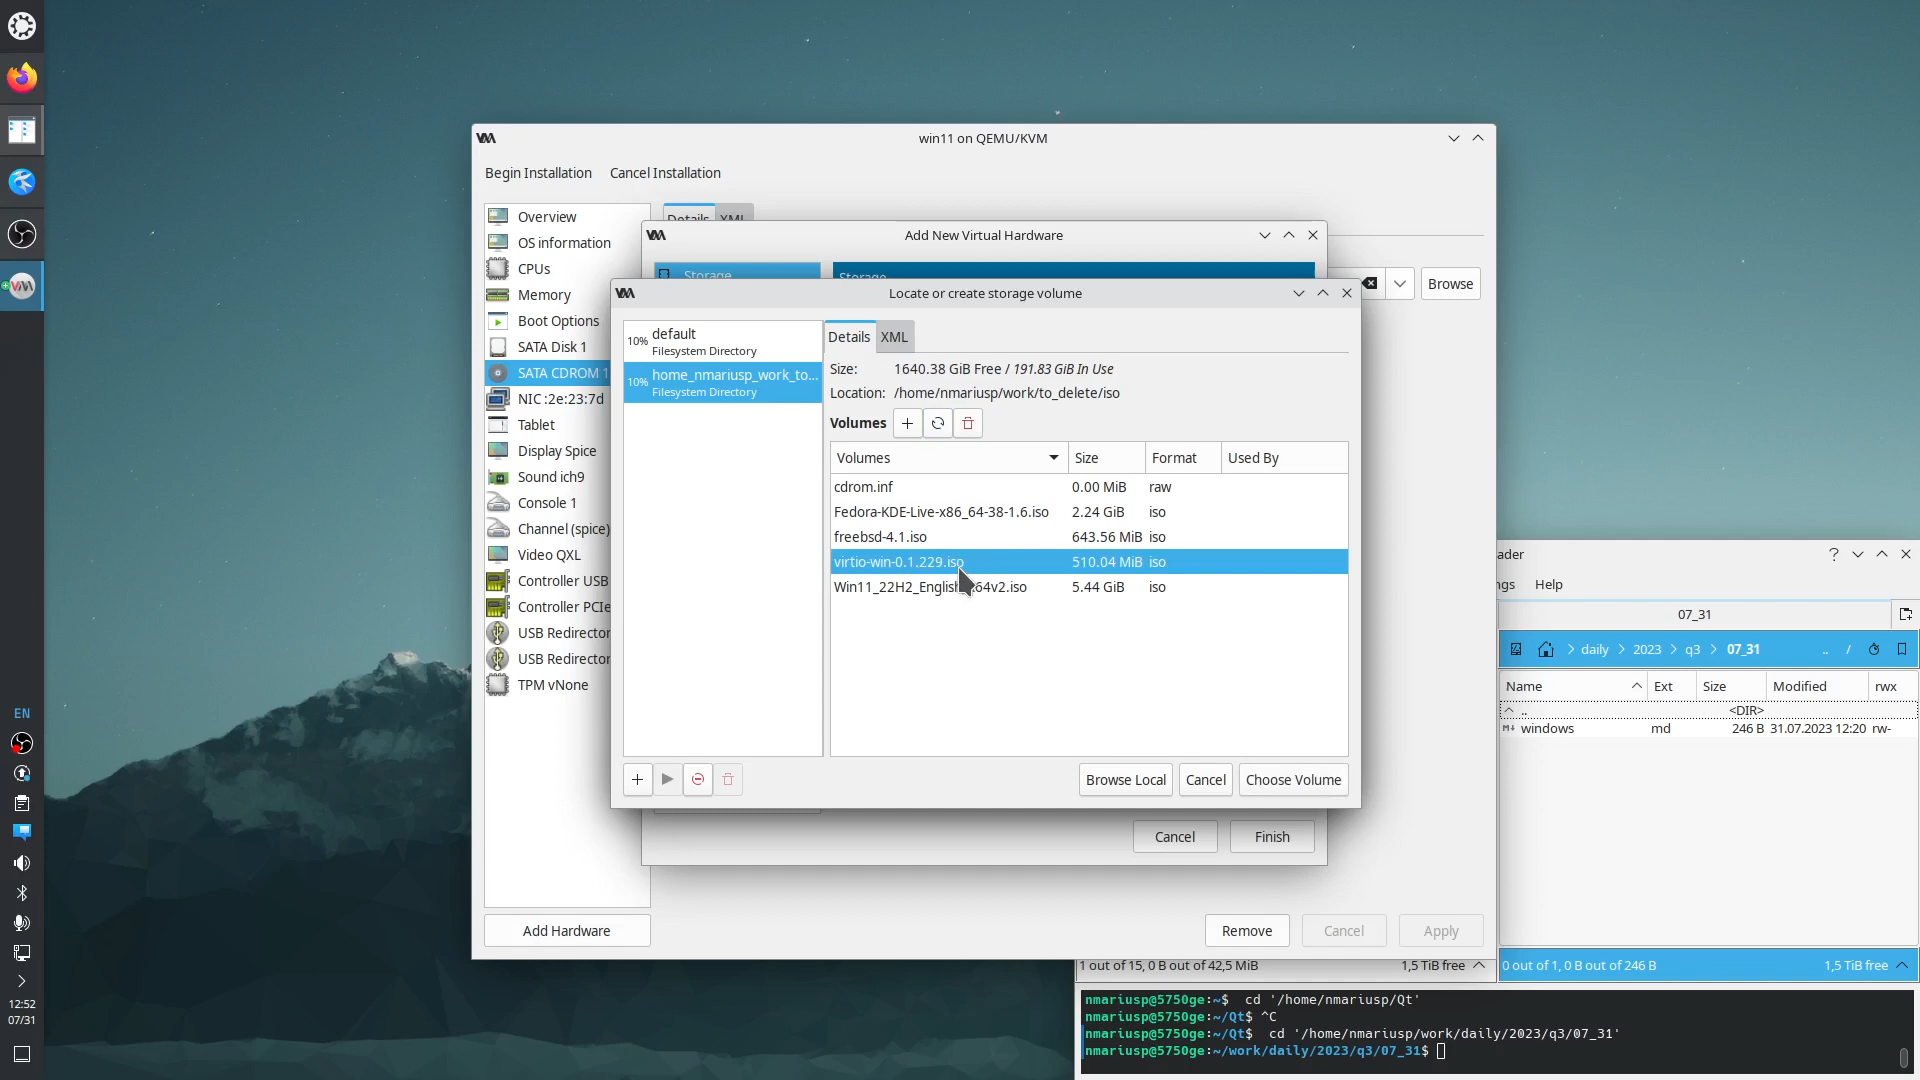 win11 on QEMU/KVM
Begin Installation Cancel Installation
Overview
OS information
CPUs
Memory
Boot Options
SATA Disk 1
SATA CDROM 1
NIC :2e:23:7d
Tablet
Display Spice
Sound ich9
Console 1
Channel (spice)
Video QXL
Controller USB
Controller PCIe
USB Redirector
USB Redirector
TPM vNone
Add Hardware
Details XML
Browse
Remove Cancel Apply
Add New Virtual Hardware
Storage Storage
Cancel Finish
Locate or create storage volume
10% default
Filesystem Directory
10% home_nmariusp_work_to...
Filesystem Directory
Details XML
Size: 1640.38 GiB Free / 191.83 GiB In Use
Location: /home/nmariusp/work/to_delete/iso
Volumes
Volumes Size Format Used By
cdrom.inf 0.00 MiB raw
Fedora-KDE-Live-x86_64-38-1.6.iso 2.24 GiB iso
freebsd-4.1.iso 643.56 MiB iso
virtio-win-0.1.229.iso 510.04 MiB iso
Win11_22H2_English 64v2.iso 5.44 GiB iso
Browse Local Cancel Choose Volume
ader ?
ngs Help
07_31
> daily > 2023 > q3 > 07_31 .. /
Name Ext Size Modified rwx
.. <DIR>
windows md 246 B 31.07.2023 12:20 rw-
1 out of 15, 0 B out of 42,5 MiB 1,5 TiB free
0 out of 1, 0 B out of 246 B 1,5 TiB free
nmariusp@5750ge:~$ cd '/home/nmariusp/Qt'
nmariusp@5750ge:~/Qt$ ^C
nmariusp@5750ge:~/Qt$ cd '/home/nmariusp/work/daily/2023/q3/07_31'
nmariusp@5750ge:~/work/daily/2023/q3/07_31$
EN
12:52
07/31